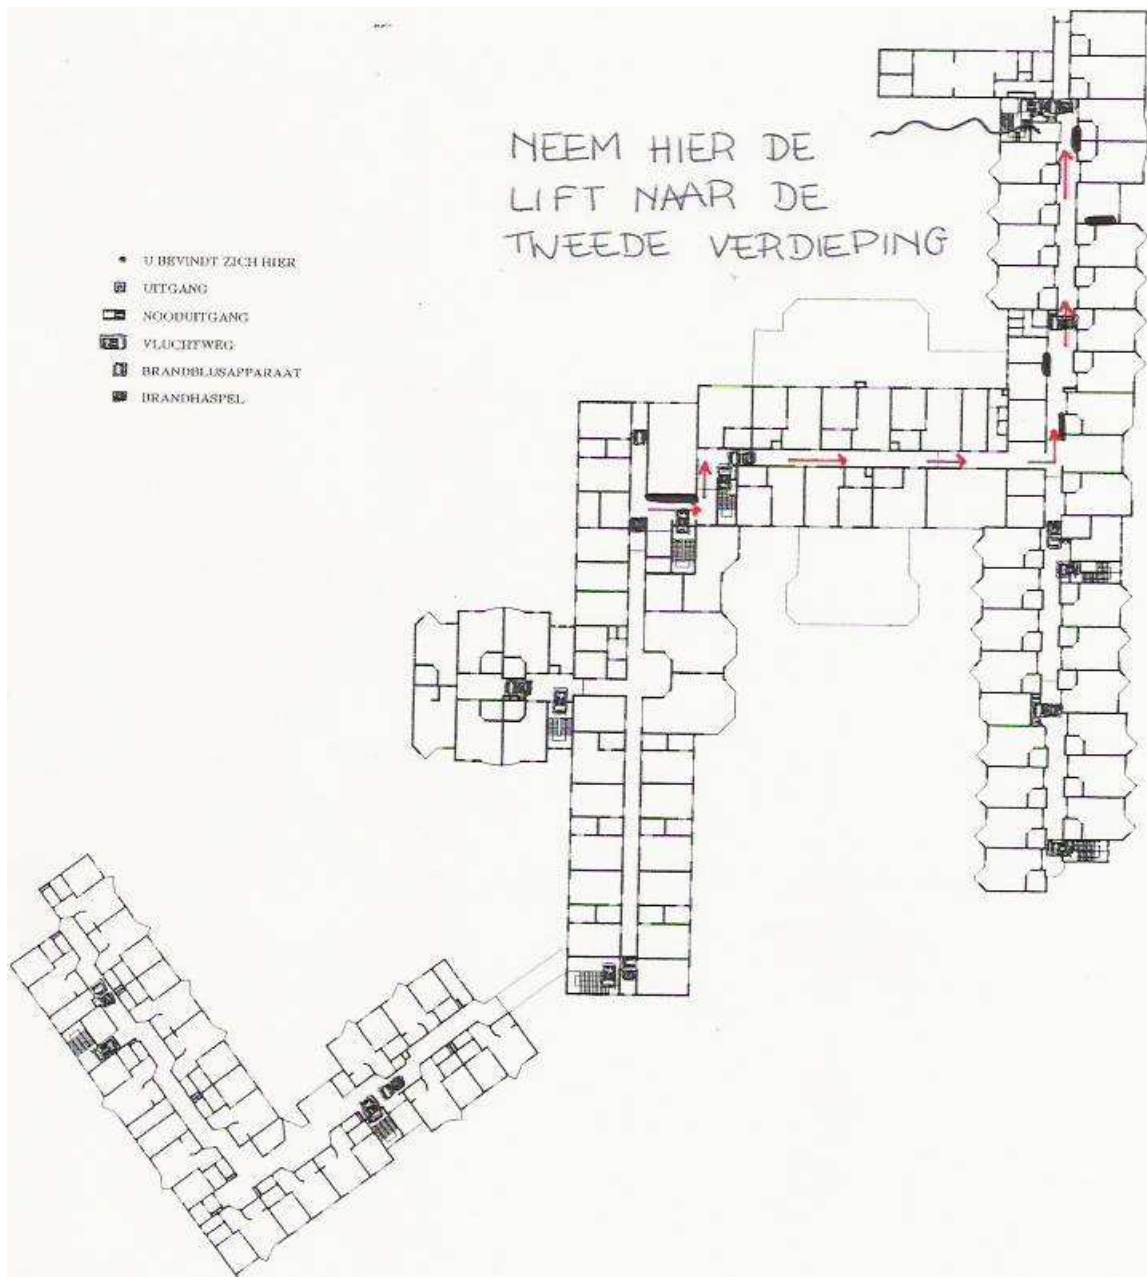 NEEM HIER DE
LIFT NAAR DE
TWEEDE VERDIEPING
U BEVINDT ZICH HIER
UITGANG
NOODUITGANG
VLUCHTWEG
BRANDBLUSAPPARAAT
BRANDHASPEL